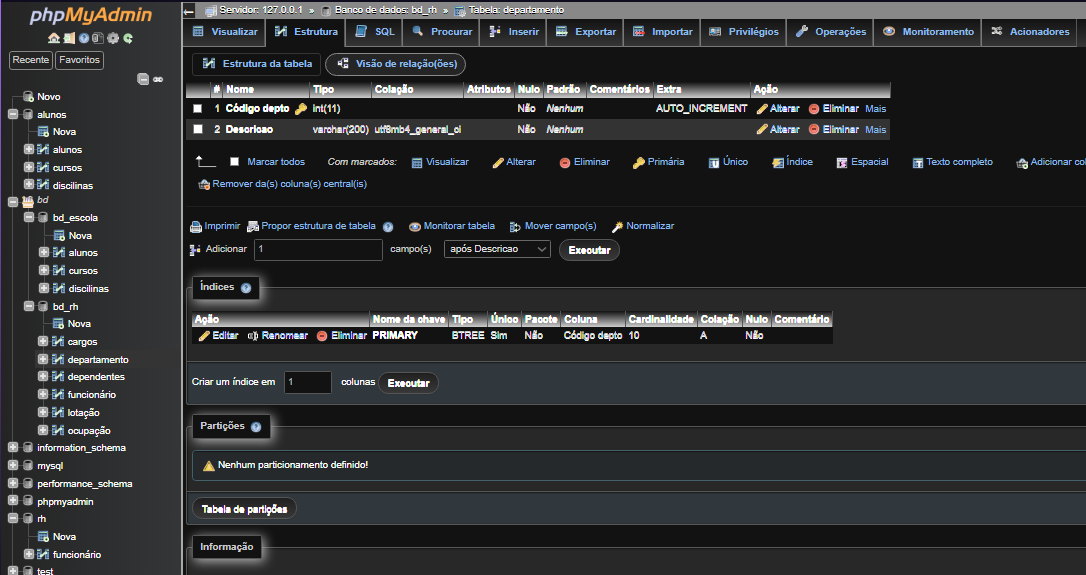 phpMyAdmin
Recente Favoritos
Novo
alunos
Nova
alunos
cursos
discilinas
bd
bd_escola
Nova
alunos
cursos
discilinas
bd_rh
Nova
cargos
departamento
dependentes
funcionário
lotação
ocupação
information_schema
mysql
performance_schema
phpmyadmin
rh
Nova
funcionário
test
Servidor: 127.0.0.1 » Banco de dados: bd_rh » Tabela: departamento
Visualizar Estrutura SQL Procurar Inserir Exportar Importar Privilégios Operações Monitoramento Acionadores
Estrutura da tabela Visão de relação(ões)
# Nome Tipo Colação Atributos Nulo Padrão Comentários Extra Ação
1 Código depto int(11) Não Nenhum AUTO_INCREMENT Alterar Eliminar Mais
2 Descricao varchar(200) utf8mb4_general_ci Não Nenhum Alterar Eliminar Mais
Marcar todos Com marcados: Visualizar Alterar Eliminar Primária Único Índice Espacial Texto completo Adicionar col
Remover da(s) coluna(s) central(is)
Imprimir Propor estrutura de tabela Monitorar tabela Mover campo(s) Normalizar
Adicionar 1 campo(s) após Descricao Executar
Índices
Ação Nome da chave Tipo Único Pacote Coluna Cardinalidade Colação Nulo Comentário
Editar Renomear Eliminar PRIMARY BTREE Sim Não Código depto 10 A Não
Criar um índice em 1 colunas Executar
Partições
Nenhum particionamento definido!
Tabela de partições
Informação